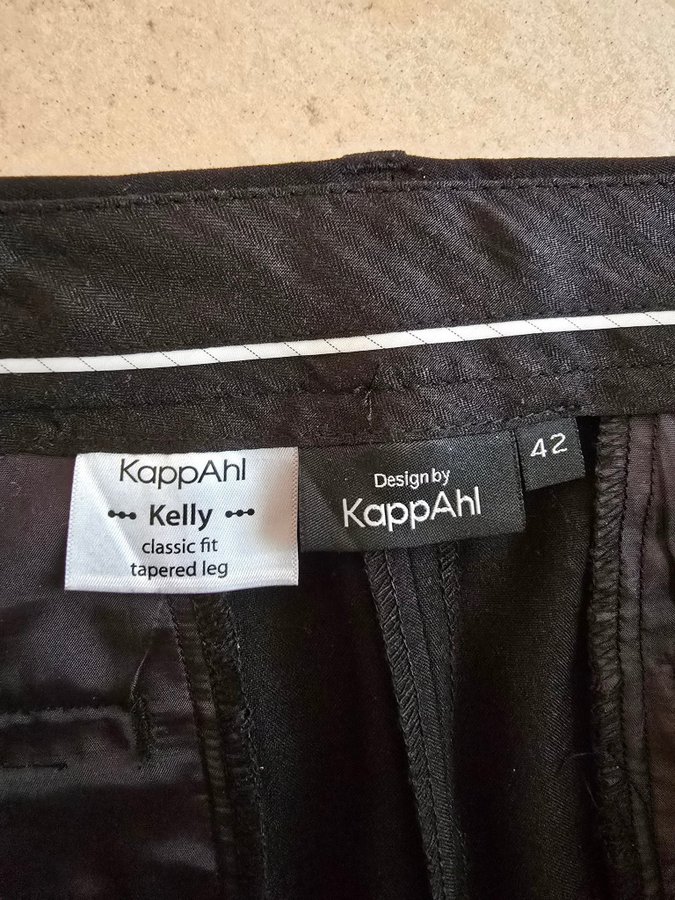 KappAhl
Kelly
classic fit
tapered leg
Design by
KappAhl
42